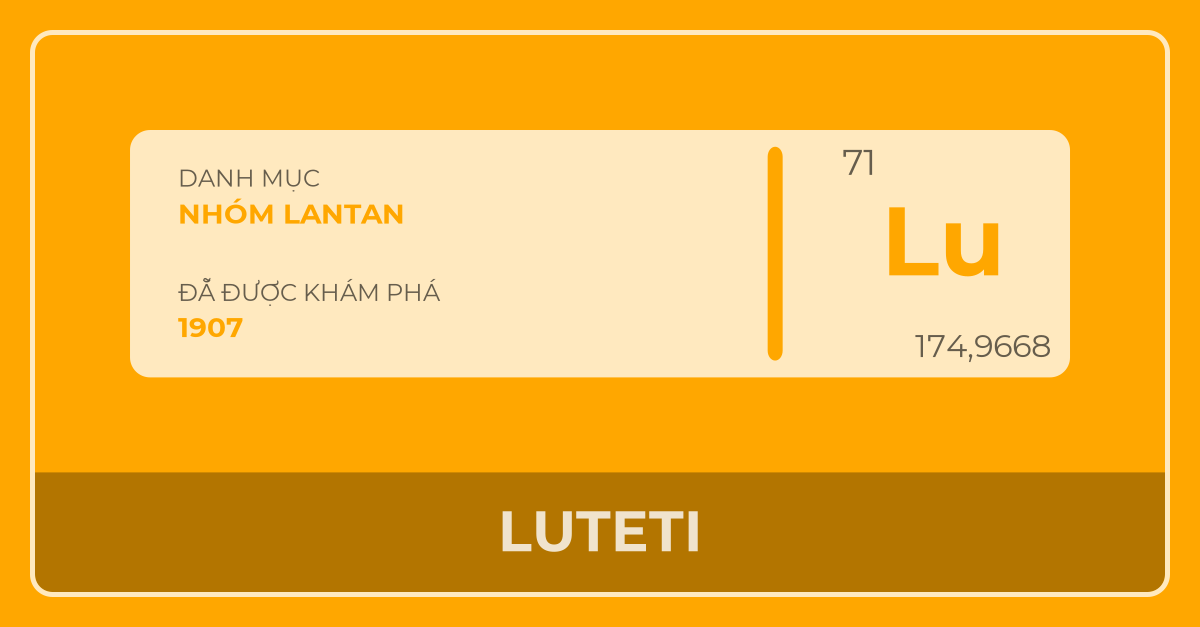 DANH MỤC
NHÓM LANTAN
ĐÃ ĐƯỢC KHÁM PHÁ
1907
71
Lu
174,9668
LUTETI